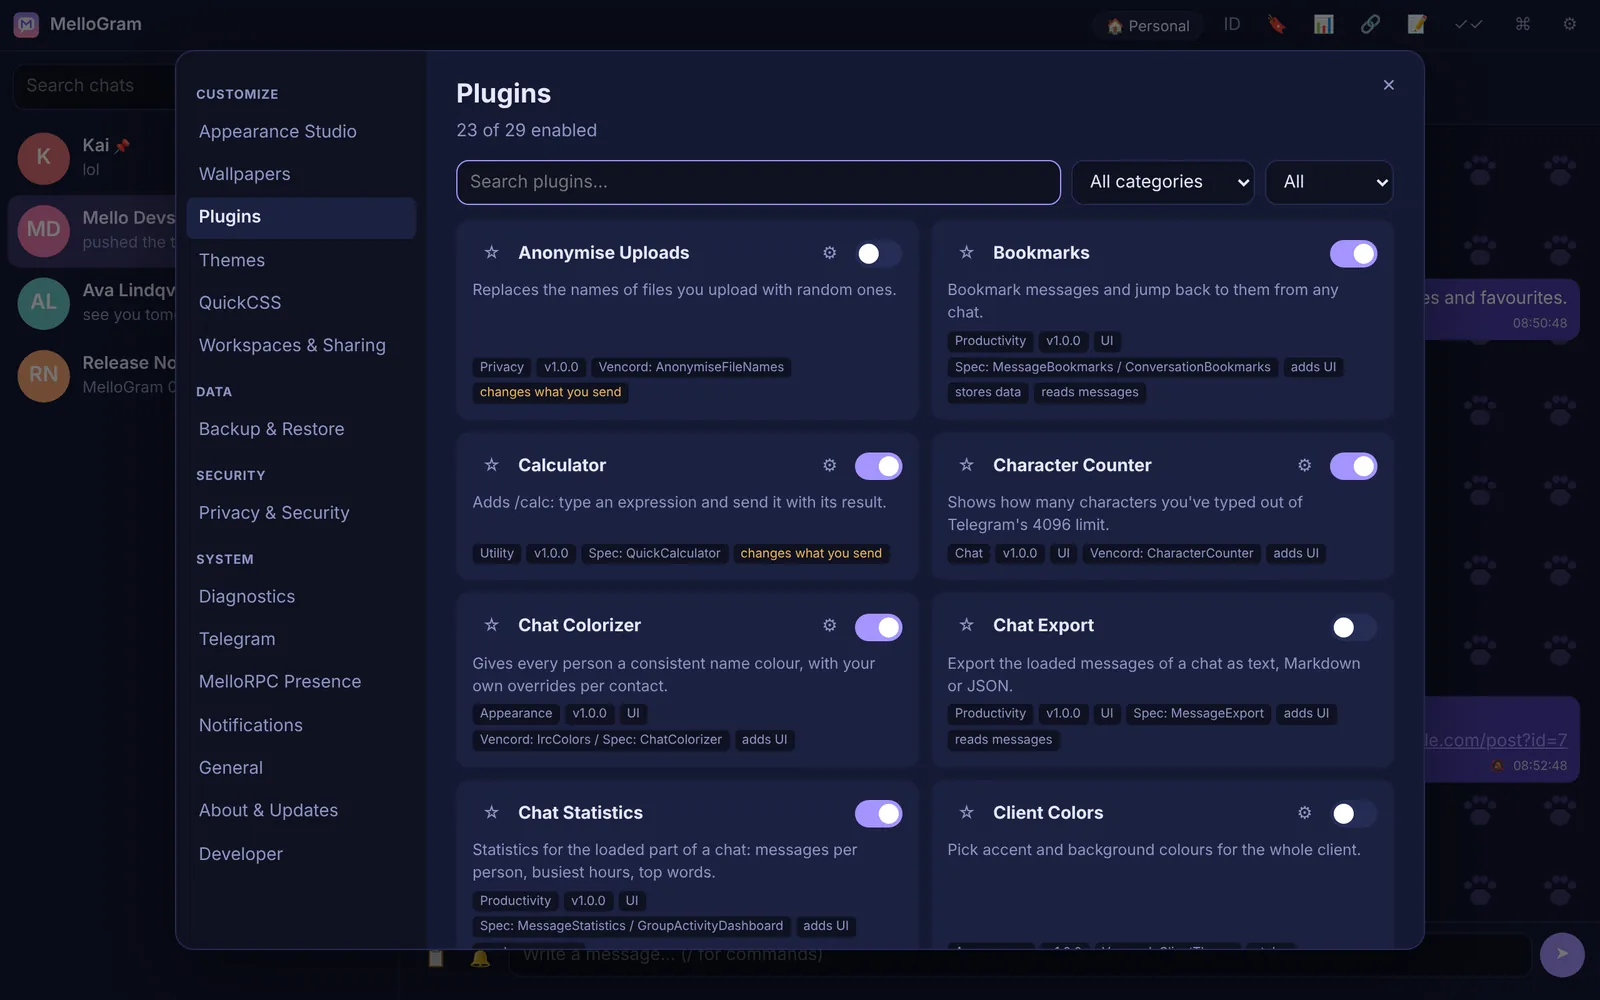 MelloGram
Personal
ID
Search chats
K
Kai
lol
MD
Mello Devs
pushed the t
AL
Ava Lindqv
see you tom
RN
Release No
MelloGram 0
CUSTOMIZE
Appearance Studio
Wallpapers
Plugins
Themes
QuickCSS
Workspaces & Sharing
DATA
Backup & Restore
SECURITY
Privacy & Security
SYSTEM
Diagnostics
Telegram
MelloRPC Presence
Notifications
General
About & Updates
Developer
Plugins
23 of 29 enabled
Search plugins...
All categories
All
Anonymise Uploads
Replaces the names of files you upload with random ones.
Privacy v1.0.0 Vencord: AnonymiseFileNames
changes what you send
Bookmarks
Bookmark messages and jump back to them from any
chat.
Productivity v1.0.0 UI
Spec: MessageBookmarks / ConversationBookmarks adds UI
stores data reads messages
Calculator
Adds /calc: type an expression and send it with its result.
Utility v1.0.0 Spec: QuickCalculator changes what you send
Character Counter
Shows how many characters you've typed out of
Telegram's 4096 limit.
Chat v1.0.0 UI Vencord: CharacterCounter adds UI
Chat Colorizer
Gives every person a consistent name colour, with your
own overrides per contact.
Appearance v1.0.0 UI
Vencord: IrcColors / Spec: ChatColorizer adds UI
Chat Export
Export the loaded messages of a chat as text, Markdown
or JSON.
Productivity v1.0.0 UI Spec: MessageExport adds UI
reads messages
Chat Statistics
Statistics for the loaded part of a chat: messages per
person, busiest hours, top words.
Productivity v1.0.0 UI
Spec: MessageStatistics / GroupActivityDashboard adds UI
Client Colors
Pick accent and background colours for the whole client.
es and favourites.
08:50:48
le.com/post?id=7
08:52:48
Write a message... (/ for commands)